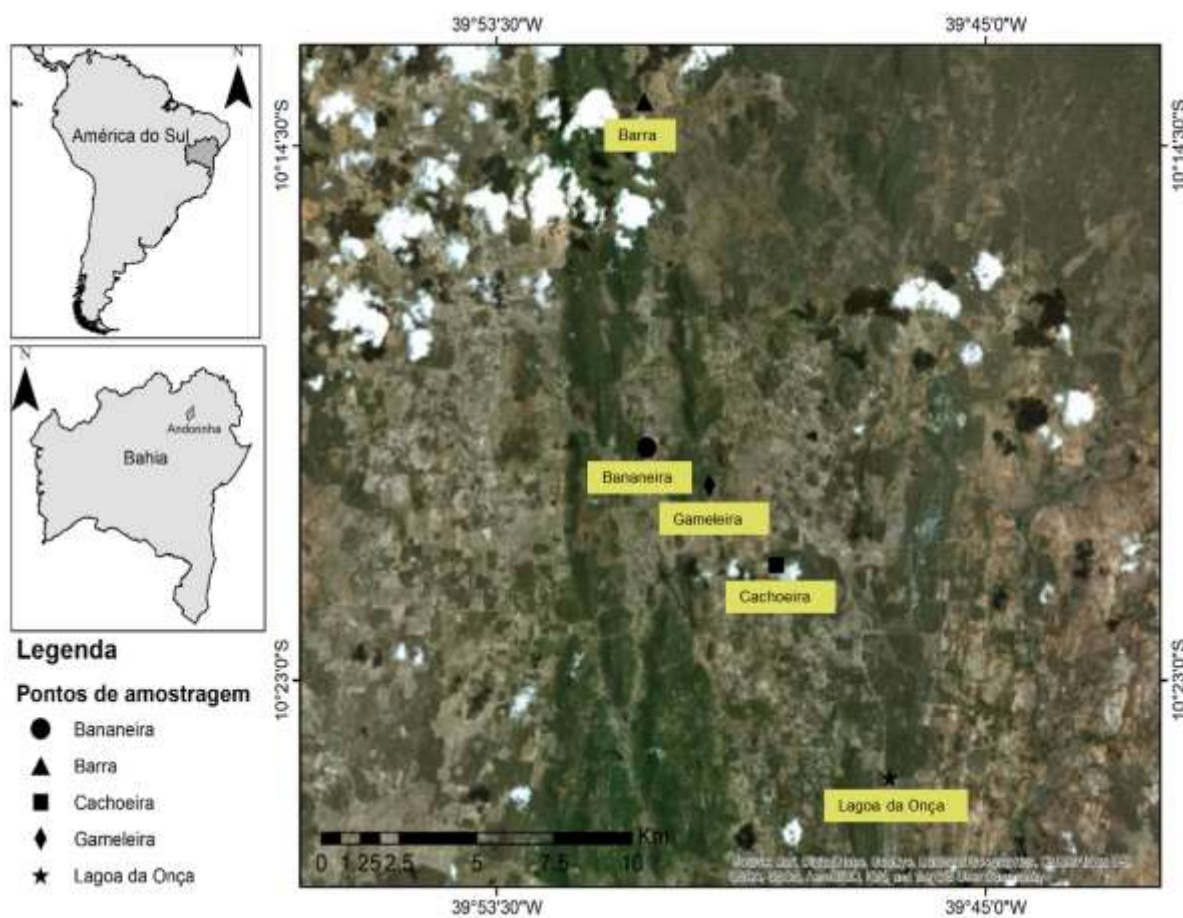 39°53'30"W
39°45'0"W
N
América do Sul
10°14'30"S
10°14'30"S
Barra
N
Andorinha
Bahia
Bananeira
Gameleira
Cachoeira
Legenda
Pontos de amostragem
Bananeira
Barra
Cachoeira
Gameleira
Lagoa da Onça
10°23'0"S
10°23'0"S
Lagoa da Onça
Km
0 1.25 2.5 5 7.5 10
39°53'30"W
39°45'0"W